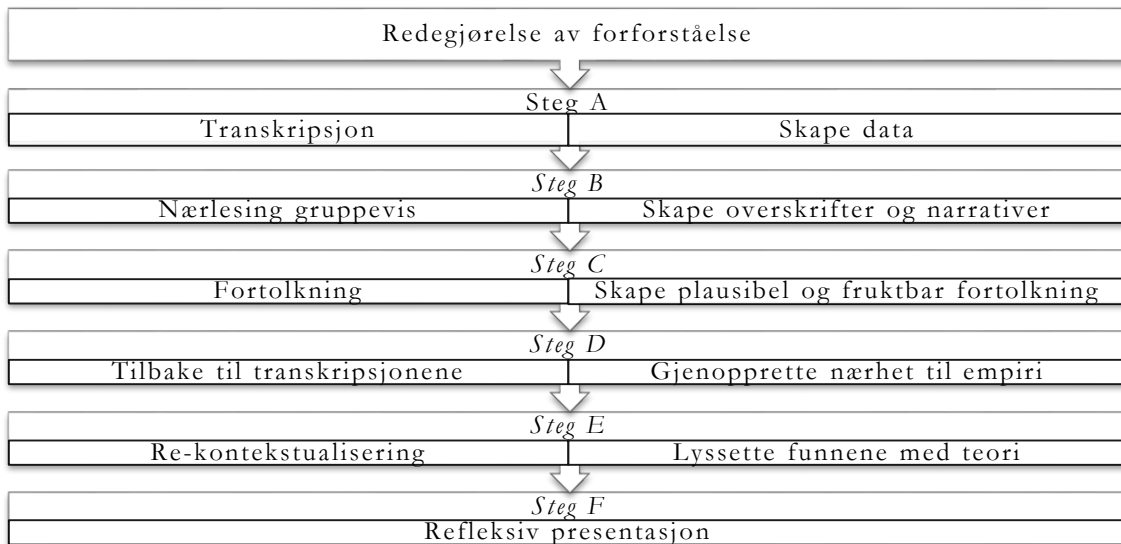 Redegjørelse av forforståelse
Steg A
Transkripsjon
Skape data
Steg B
Nærlesing gruppevis
Skape overskrifter og narrativer
Steg C
Fortolkning
Skape plausibel og fruktbar fortolkning
Steg D
Tilbake til transkripsjonene
Gjenopprette nærhet til empiri
Steg E
Re-kontekstualisering
Lyssette funnene med teori
Steg F
Refleksiv presentasjon